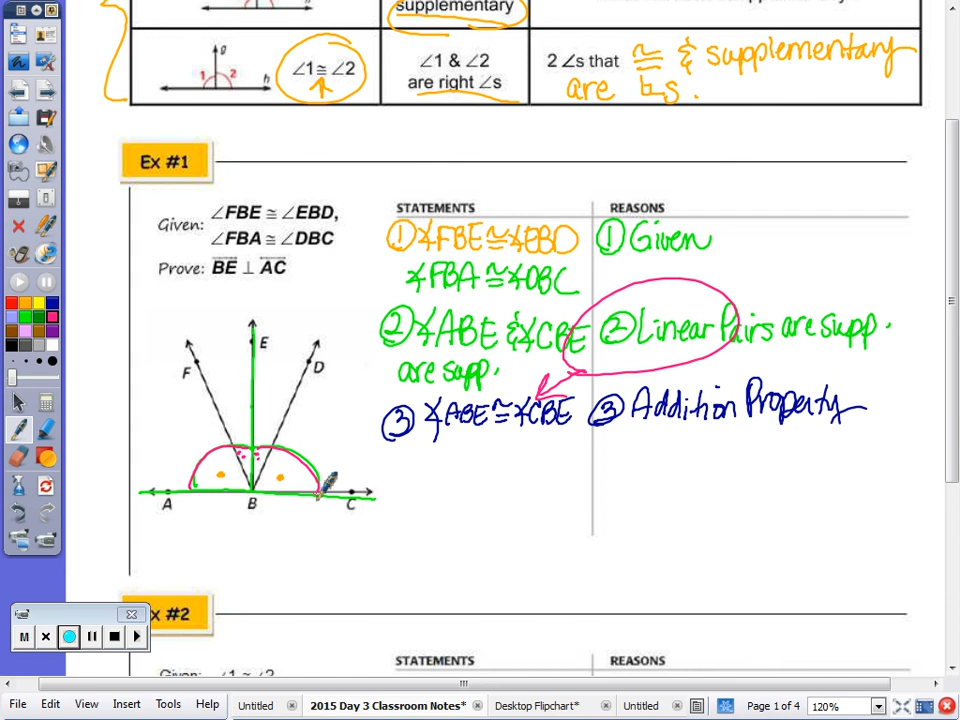 supplementary
g
1 2
h
∠1 ≅ ∠2
∠1 & ∠2
are right ∠s
2 ∠s that ≅ & supplementary
are ∟s.
Ex #1
Given: ∠FBE ≅ ∠EBD,
∠FBA ≅ ∠DBC
Prove: BE ⊥ AC
STATEMENTS REASONS
① ∡FBE≅∡EBD ① Given
∡FBA≅∡DBC
② ∡ABE &∡CBE ② Linear Pairs are supp.
are supp.
③ ∡ABE≅∡CBE ③ Addition Property
E
F D
A B C
Ex #2
STATEMENTS REASONS
M
File Edit View Insert Tools Untitled 2015 Day 3 Classroom Notes* Desktop Flipchart* Untitled Page 1 of 4 120%